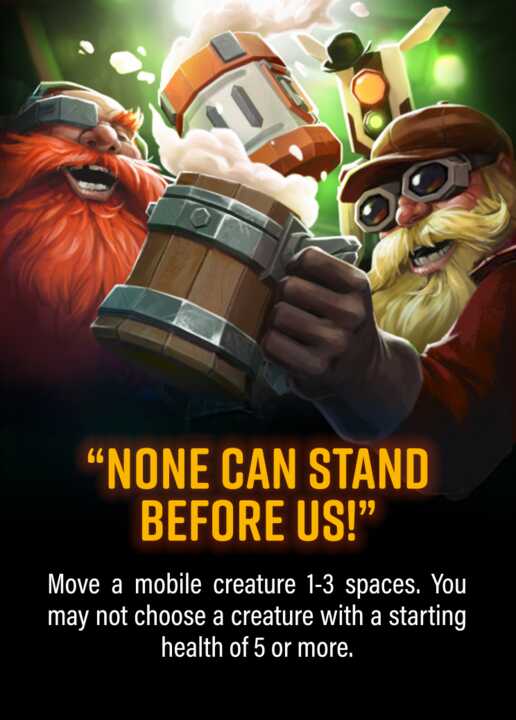 “NONE CAN STAND
BEFORE US!”
Move a mobile creature 1-3 spaces. You
may not choose a creature with a starting
health of 5 or more.